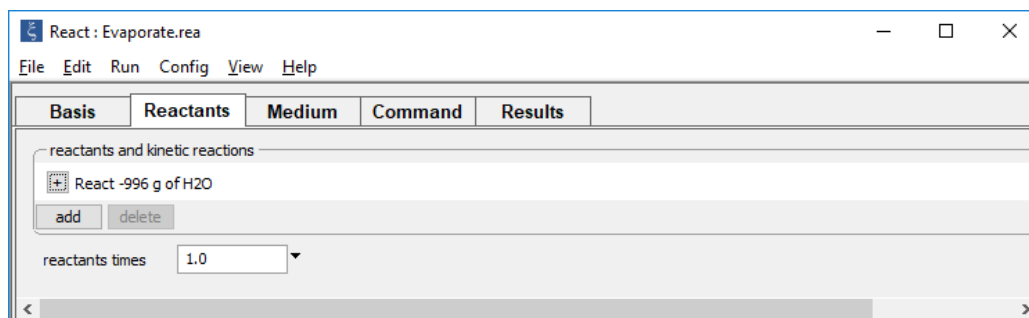 React : Evaporate.rea
File Edit Run Config View Help
Basis Reactants Medium Command Results
reactants and kinetic reactions
React -996 g of H2O
add delete
reactants times 1.0